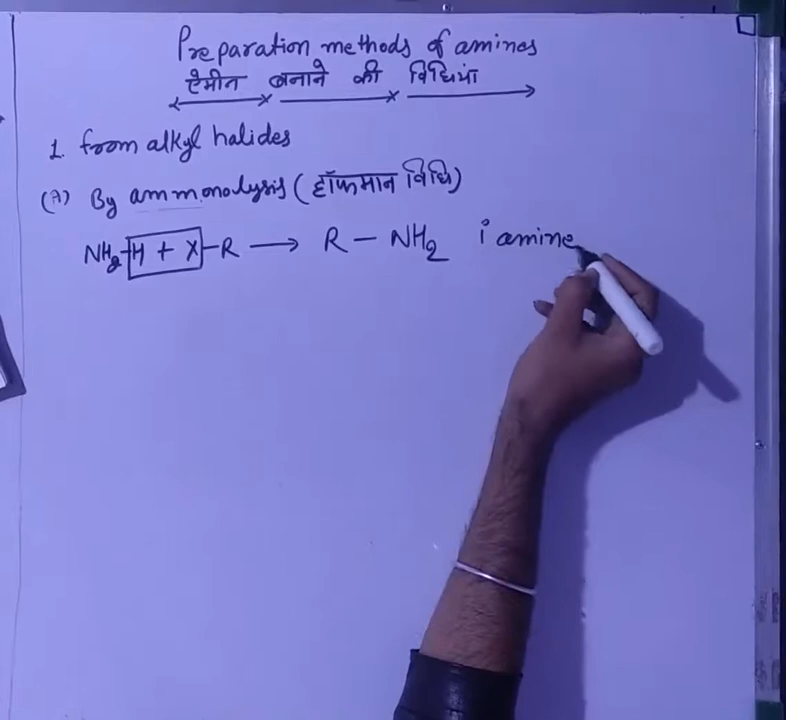 Preparation methods of amines
ऐमीन बनाने की विधियां
1. from alkyl halides
(A) By ammonolysis (हॉफमान विधि)
NH₂-H + X-R ⟶ R - NH₂ i amine